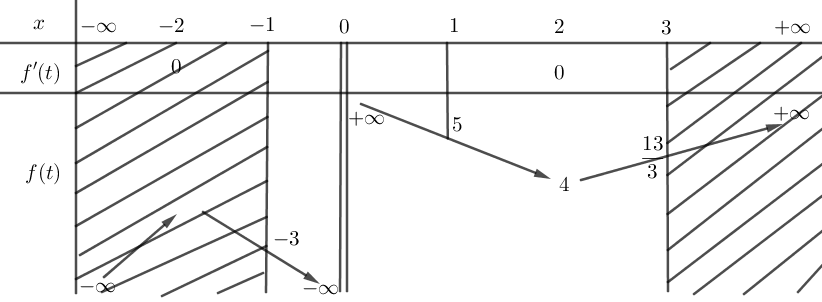 x −∞ −2 −1 0 1 2 3 +∞
f′(t) 0 0
f(t) +∞ 5 4 13/3 +∞
−3
−∞ −∞